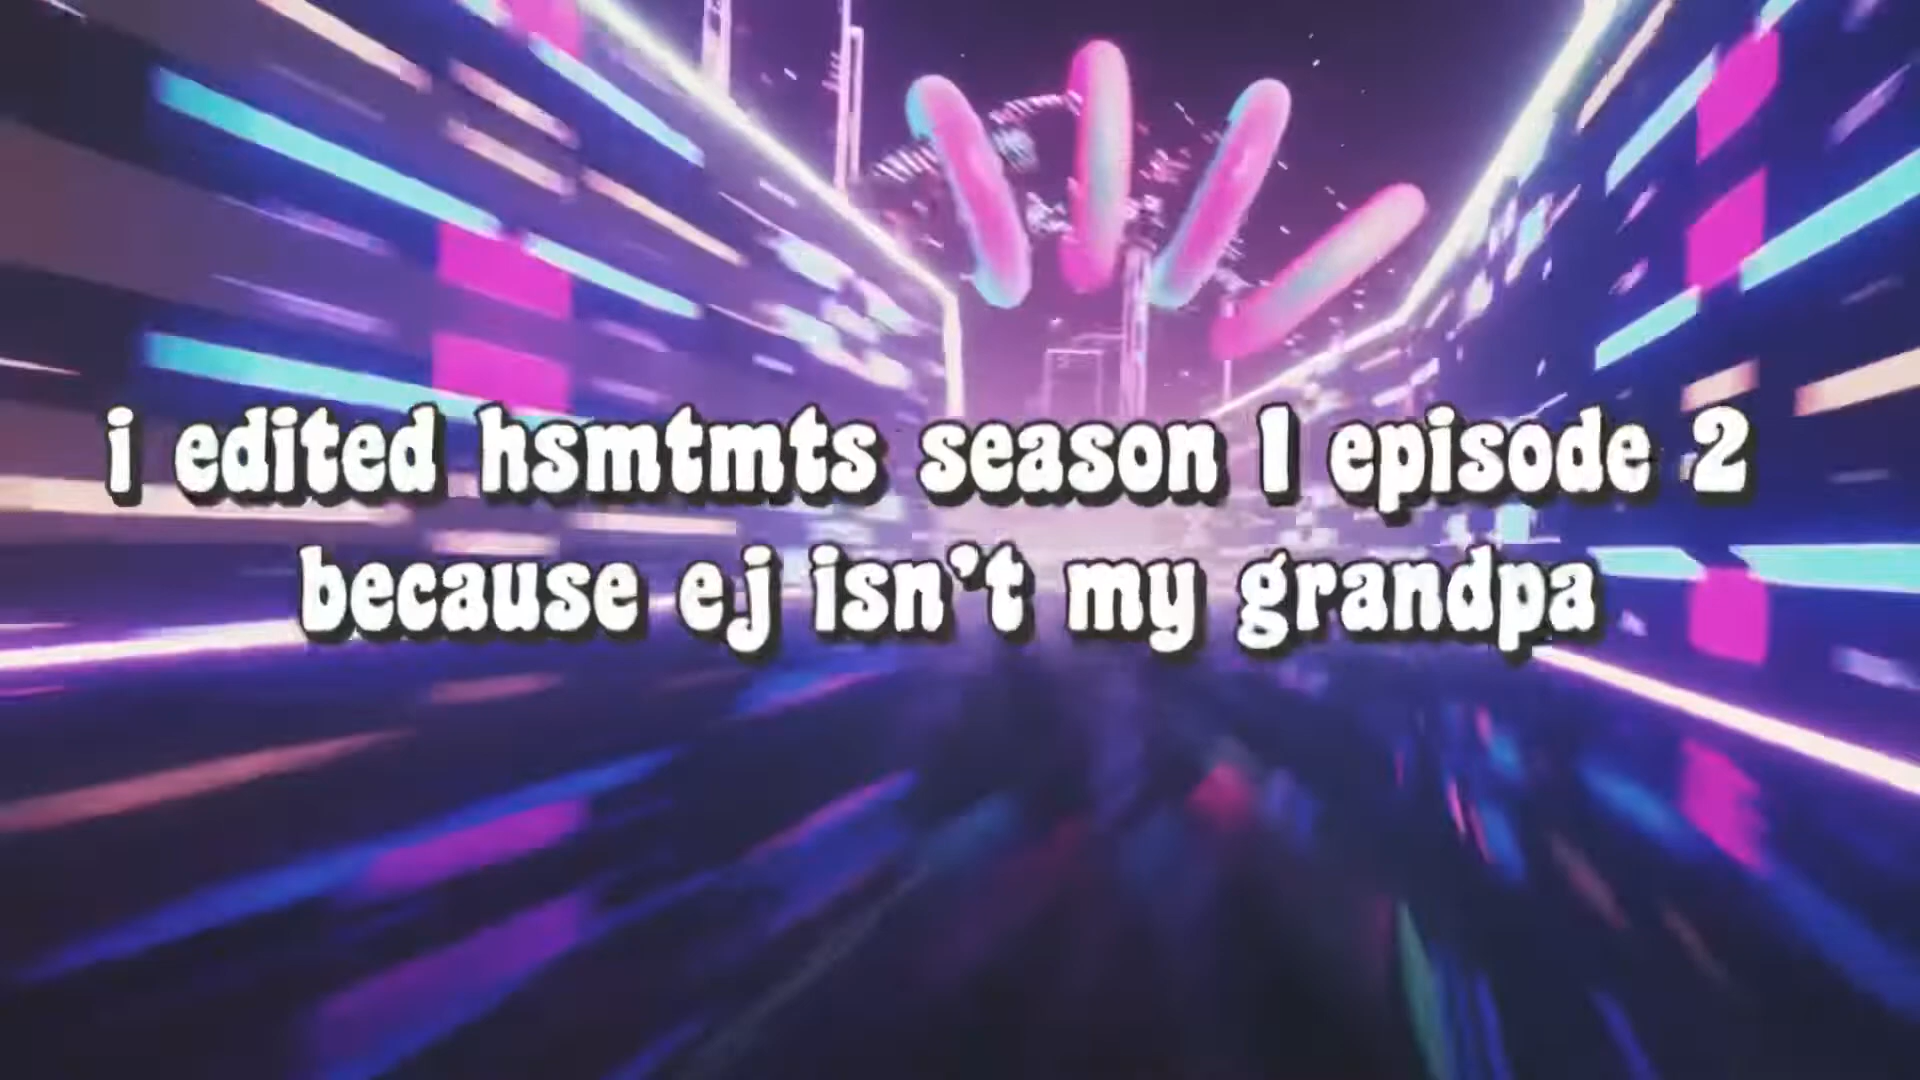 i edited hsmtmts season 1 episode 2
because ej isn't my grandpa